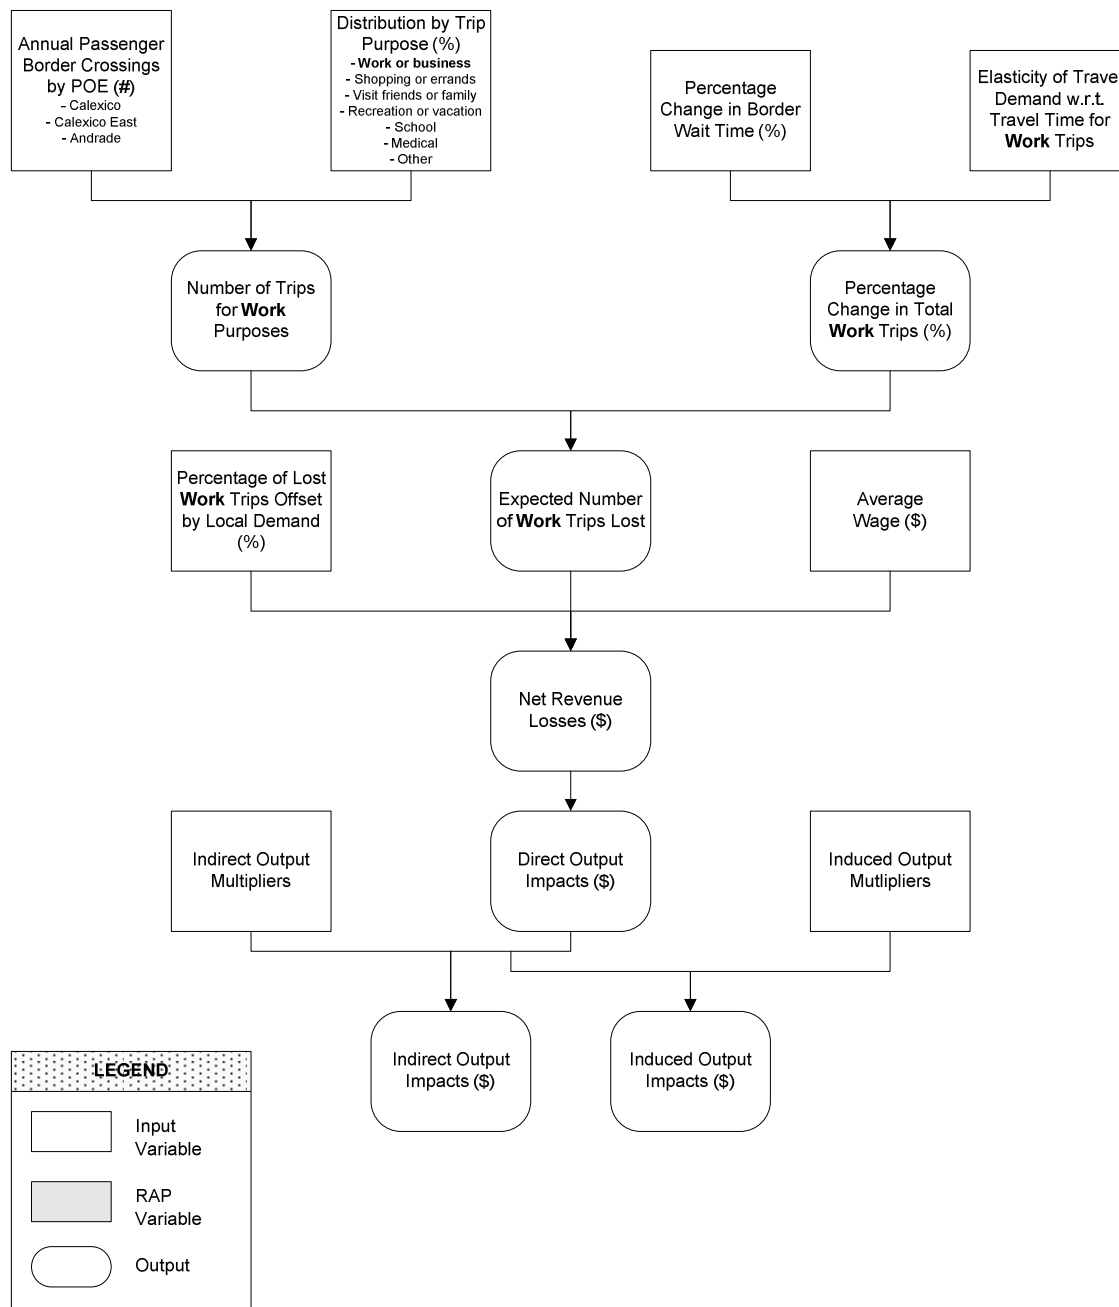 Annual Passenger
Border Crossings
by POE (#)
- Calexico
- Calexico East
- Andrade
Distribution by Trip
Purpose (%)
- Work or business
- Shopping or errands
- Visit friends or family
- Recreation or vacation
- School
- Medical
- Other
Percentage
Change in Border
Wait Time (%)
Elasticity of Travel
Demand w.r.t.
Travel Time for
Work Trips
Number of Trips
for Work
Purposes
Percentage
Change in Total
Work Trips (%)
Percentage of Lost
Work Trips Offset
by Local Demand
(%)
Expected Number
of Work Trips Lost
Average
Wage ($)
Net Revenue
Losses ($)
Indirect Output
Multipliers
Direct Output
Impacts ($)
Induced Output
Mutlipliers
Indirect Output
Impacts ($)
Induced Output
Impacts ($)
LEGEND
Input
Variable
RAP
Variable
Output